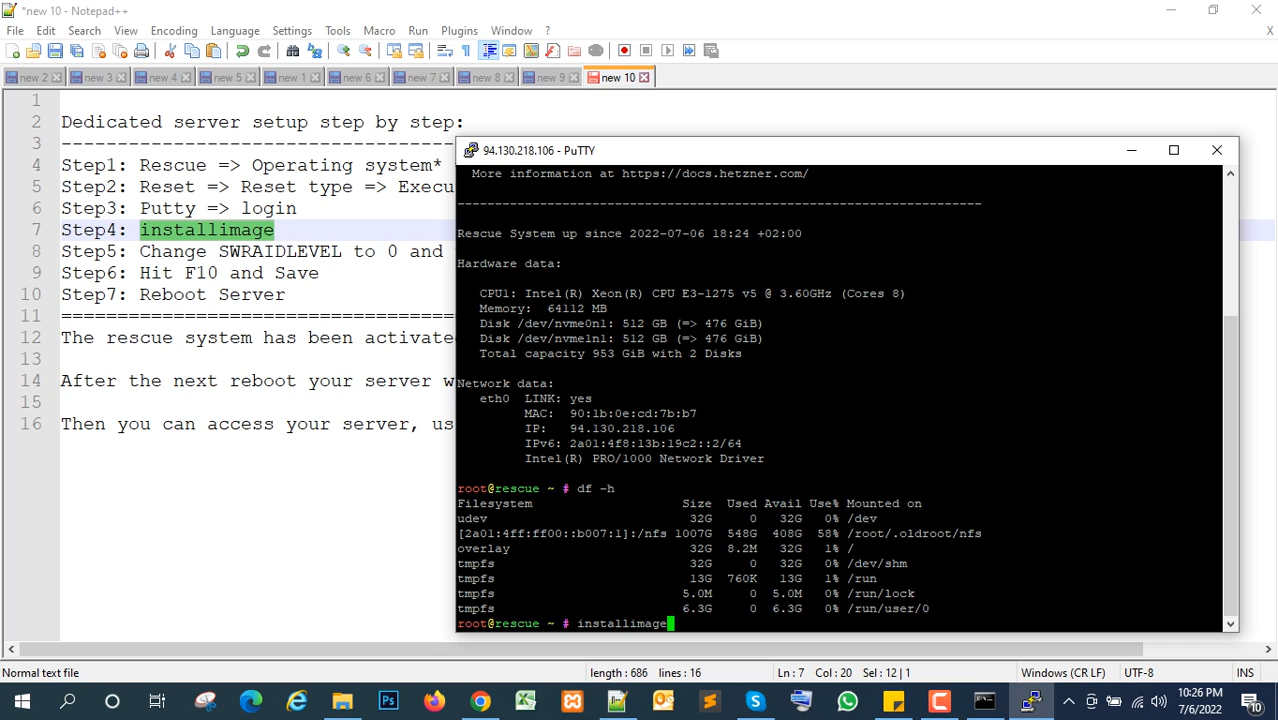 *new 10 - Notepad++
File Edit Search View Encoding Language Settings Tools Macro Run Plugins Window ?
X
new 2 new 3 new 4 new 5 new 1 new 6 new 7 new 8 new 9 new 10
1
2 Dedicated server setup step by step:
3 -------------------------------------------
4 Step1: Rescue => Operating system*
5 Step2: Reset => Reset type => Execu
6 Step3: Putty => login
7 Step4: installimage
8 Step5: Change SWRAIDLEVEL to 0 and
9 Step6: Hit F10 and Save
10 Step7: Reboot Server
11 ===================================
12 The rescue system has been activate
13
14 After the next reboot your server w
15
16 Then you can access your server, us
94.130.218.106 - PuTTY
More information at https://docs.hetzner.com/
----------------------------------------------------------------------
Rescue System up since 2022-07-06 18:24 +02:00
Hardware data:
CPU1: Intel(R) Xeon(R) CPU E3-1275 v5 @ 3.60GHz (Cores 8)
Memory: 64112 MB
Disk /dev/nvme0n1: 512 GB (=> 476 GiB)
Disk /dev/nvme1n1: 512 GB (=> 476 GiB)
Total capacity 953 GiB with 2 Disks
Network data:
eth0 LINK: yes
MAC: 90:1b:0e:cd:7b:b7
IP: 94.130.218.106
IPv6: 2a01:4f8:13b:19c2::2/64
Intel(R) PRO/1000 Network Driver
root@rescue ~ # df -h
Filesystem Size Used Avail Use% Mounted on
udev 32G 0 32G 0% /dev
[2a01:4ff:ff00::b007:1]:/nfs 1007G 548G 408G 58% /root/.oldroot/nfs
overlay 32G 8.2M 32G 1% /
tmpfs 32G 0 32G 0% /dev/shm
tmpfs 13G 760K 13G 1% /run
tmpfs 5.0M 0 5.0M 0% /run/lock
tmpfs 6.3G 0 6.3G 0% /run/user/0
root@rescue ~ # installimage
Normal text file length : 686 lines : 16 Ln : 7 Col : 20 Sel : 12 | 1 Windows (CR LF) UTF-8 INS
10:26 PM
7/6/2022
10